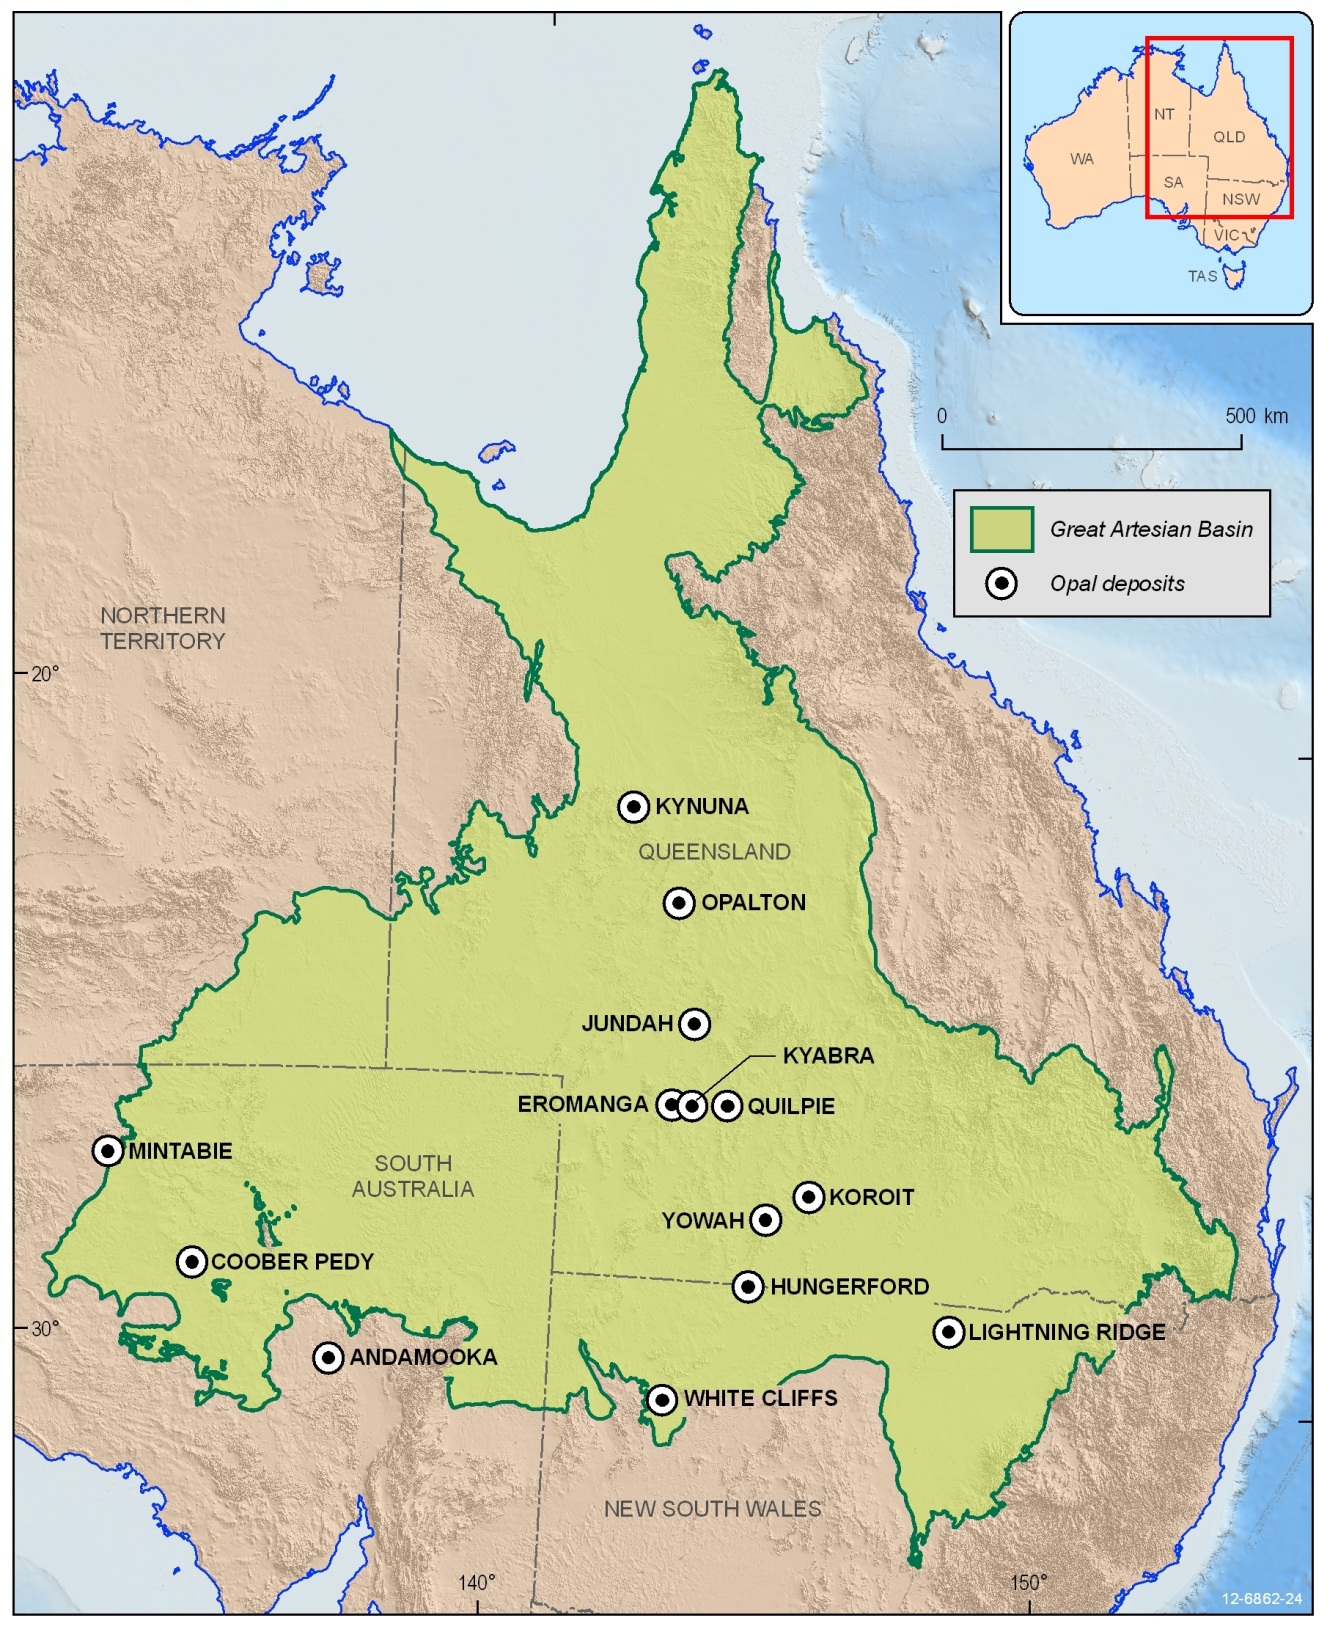 NT
QLD
WA
SA
NSW
VIC
TAS
0 500 km
Great Artesian Basin
Opal deposits
NORTHERN
TERRITORY
20°
KYNUNA
QUEENSLAND
OPALTON
JUNDAH
KYABRA
EROMANGA
QUILPIE
MINTABIE
SOUTH
AUSTRALIA
KOROIT
YOWAH
COOBER PEDY
HUNGERFORD
30°
LIGHTNING RIDGE
ANDAMOOKA
WHITE CLIFFS
NEW SOUTH WALES
140°
150°
12-6862-24